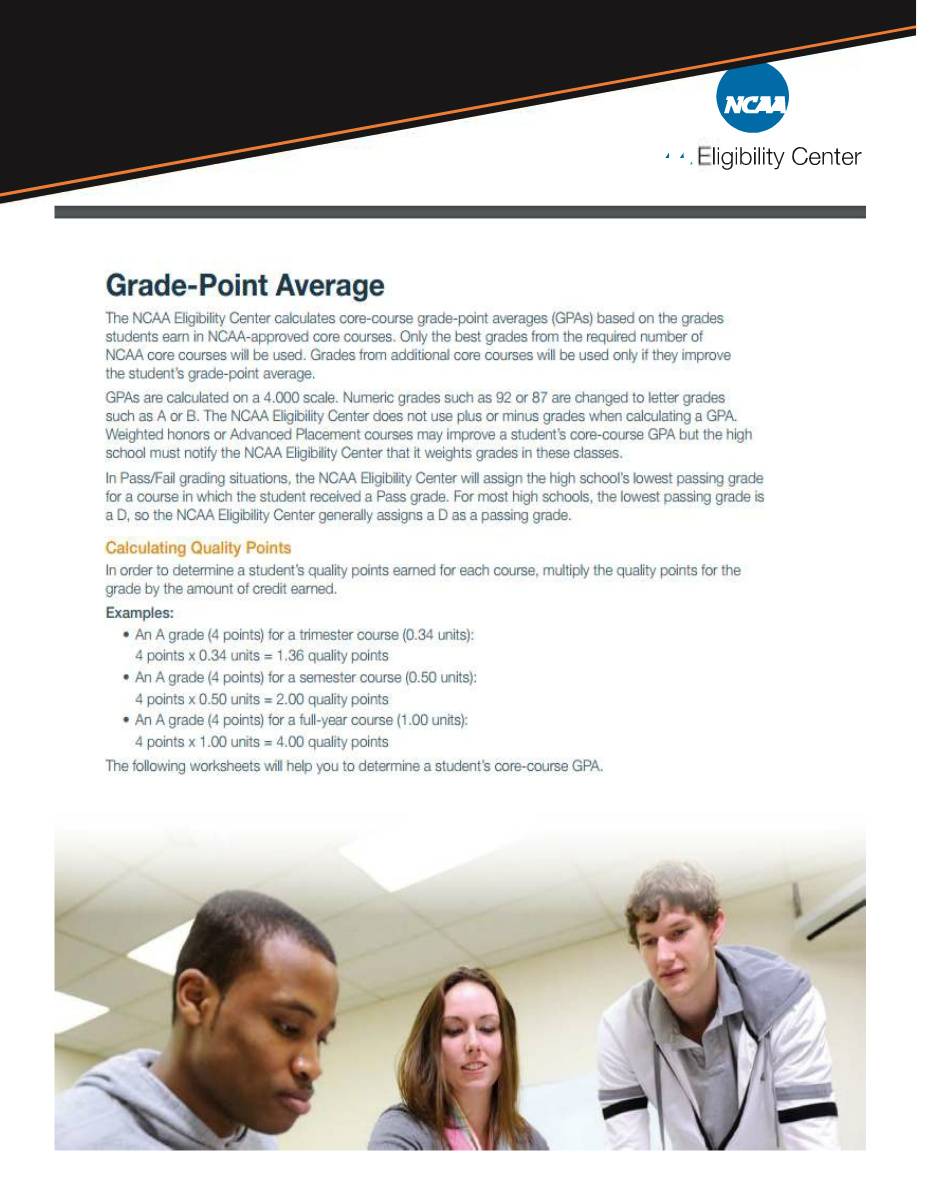 NCAA
Eligibility Center
Grade-Point Average
The NCAA Eligibility Center calculates core-course grade-point averages (GPAs) based on the grades
students earn in NCAA-approved core courses. Only the best grades from the required number of
NCAA core courses will be used. Grades from additional core courses will be used only if they improve
the student's grade-point average.
GPAs are calculated on a 4.000 scale. Numeric grades such as 92 or 87 are changed to letter grades
such as A or B. The NCAA Eligibility Center does not use plus or minus grades when calculating a GPA.
Weighted honors or Advanced Placement courses may improve a student's core-course GPA but the high
school must notify the NCAA Eligibility Center that it weights grades in these classes.
In Pass/Fail grading situations, the NCAA Eligibility Center will assign the high school's lowest passing grade
for a course in which the student received a Pass grade. For most high schools, the lowest passing grade is
a D, so the NCAA Eligibility Center generally assigns a D as a passing grade.
Calculating Quality Points
In order to determine a student's quality points earned for each course, multiply the quality points for the
grade by the amount of credit earned.
Examples:
• An A grade (4 points) for a trimester course (0.34 units):
4 points x 0.34 units = 1.36 quality points
• An A grade (4 points) for a semester course (0.50 units):
4 points x 0.50 units = 2.00 quality points
• An A grade (4 points) for a full-year course (1.00 units):
4 points x 1.00 units = 4.00 quality points
The following worksheets will help you to determine a student's core-course GPA.